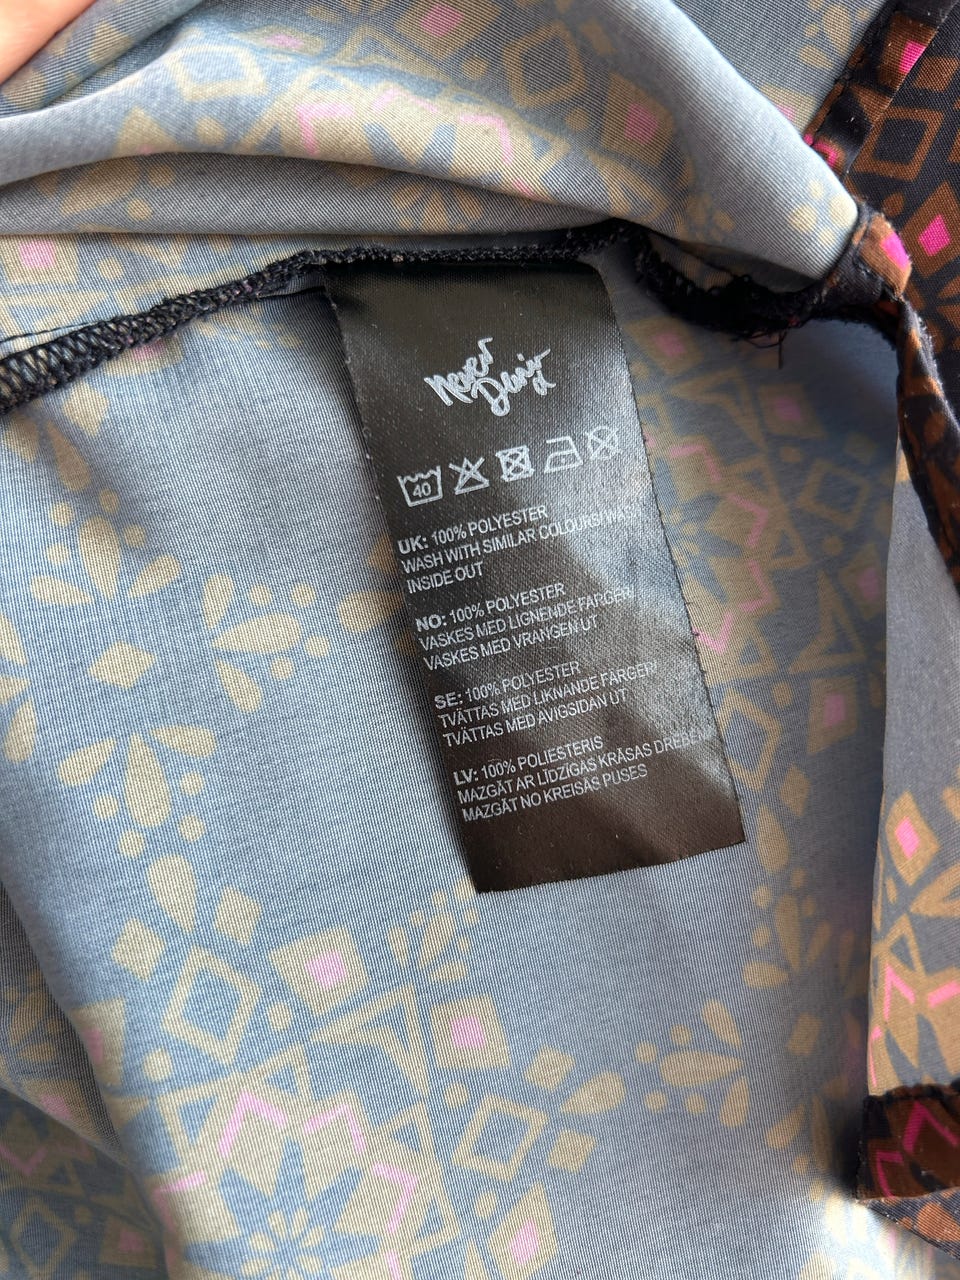 Never
Denim
40
UK: 100% POLYESTER
WASH WITH SIMILAR COLOURS/
INSIDE OUT
NO: 100% POLYESTER
VASKES MED LIGNENDE FARGER/
VASKES MED VRANGEN UT
SE: 100% POLYESTER
TVÄTTAS MED LIKNANDE FÄRGER/
TVÄTTAS MED AVIGSIDAN UT
LV: 100% POLIESTERIS
MAZGĀT AR LĪDZĪGAS KRĀSAS
MAZGĀT NO KREISĀS PUSES